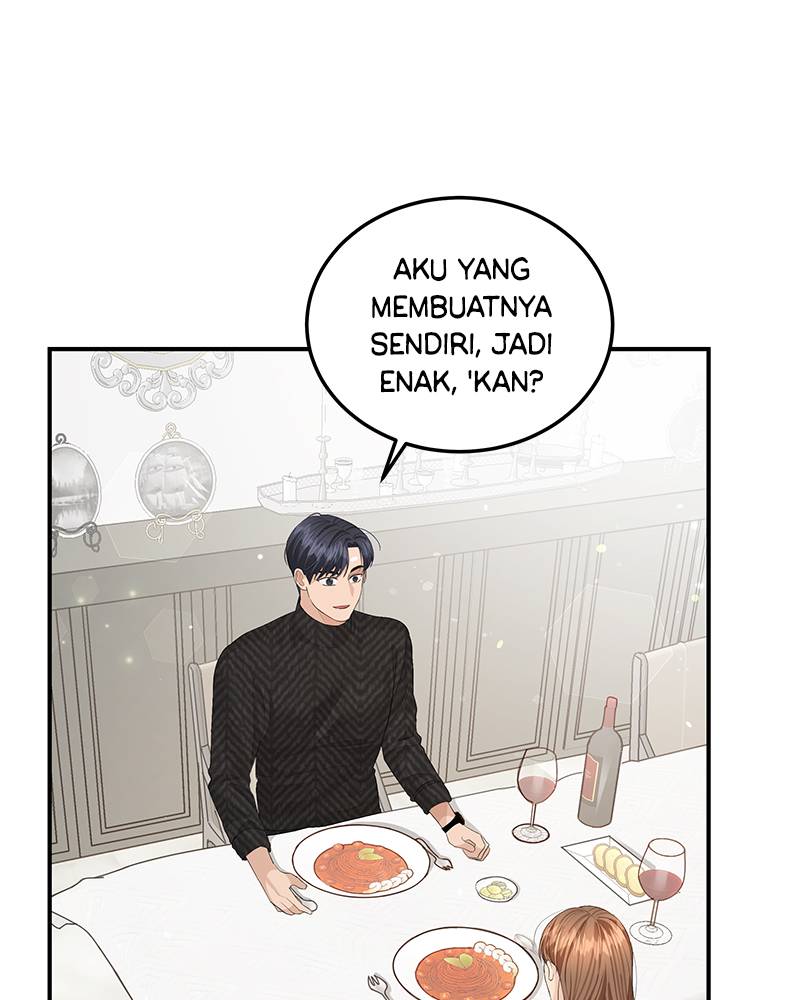 AKU YANG
MEMBUATNYA
SENDIRI, JADI
ENAK, 'KAN?